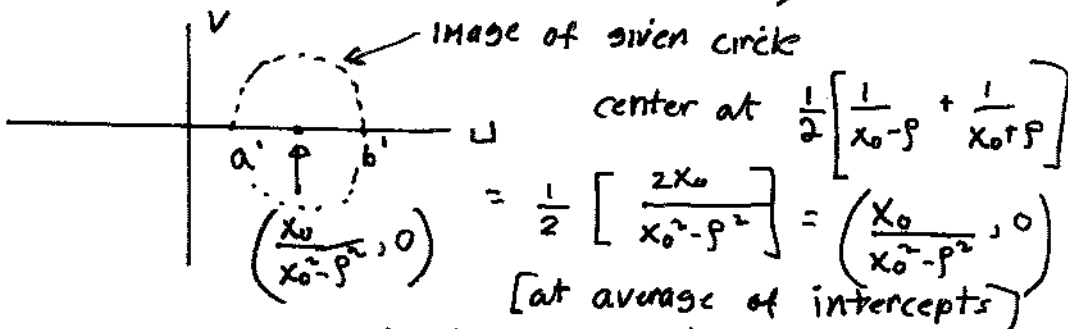 V
image of given circle
center at 1/2 [ 1/(x₀-ρ) + 1/(x₀+ρ) ]
a' b' U
= 1/2 [ 2x₀/(x₀²-ρ²) ] = ( x₀/(x₀²-ρ²), 0 )
( x₀/(x₀²-ρ²), 0 )
[at average of intercepts]